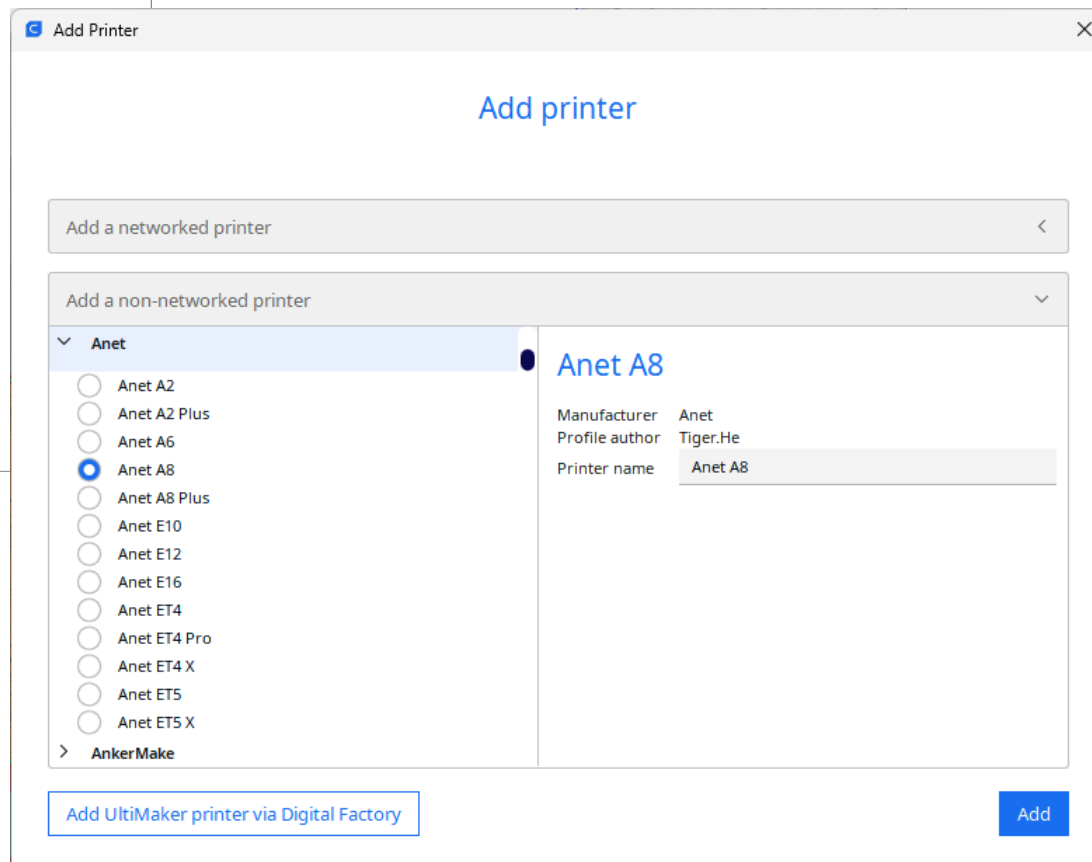 Add Printer
Add printer
Add a networked printer
Add a non-networked printer
Anet
Anet A2
Anet A2 Plus
Anet A6
Anet A8
Anet A8 Plus
Anet E10
Anet E12
Anet E16
Anet ET4
Anet ET4 Pro
Anet ET4 X
Anet ET5
Anet ET5 X
AnkerMake
Anet A8
Manufacturer Anet
Profile author Tiger.He
Printer name Anet A8
Add UltiMaker printer via Digital Factory
Add